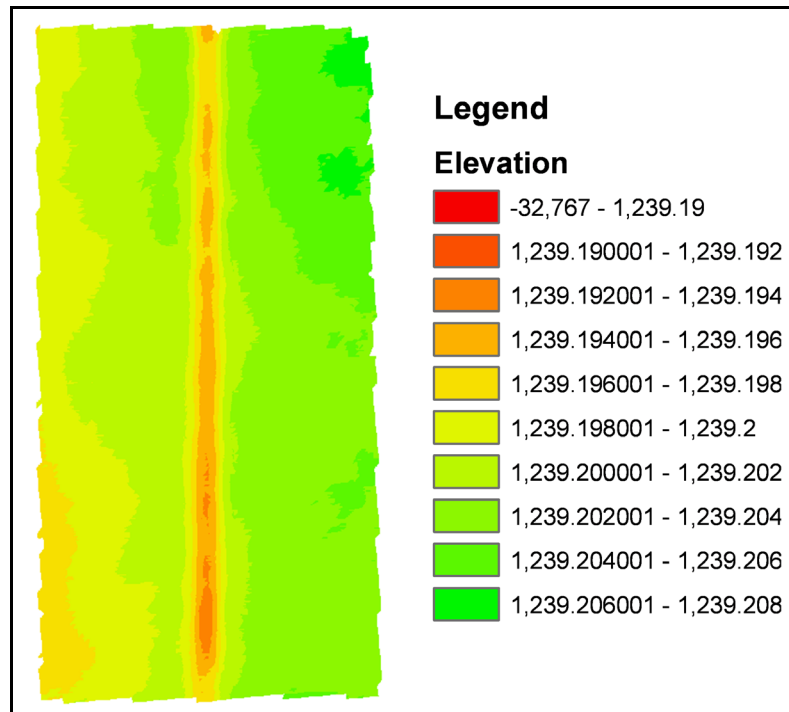 Legend
Elevation
-32,767 - 1,239.19
1,239.190001 - 1,239.192
1,239.192001 - 1,239.194
1,239.194001 - 1,239.196
1,239.196001 - 1,239.198
1,239.198001 - 1,239.2
1,239.200001 - 1,239.202
1,239.202001 - 1,239.204
1,239.204001 - 1,239.206
1,239.206001 - 1,239.208